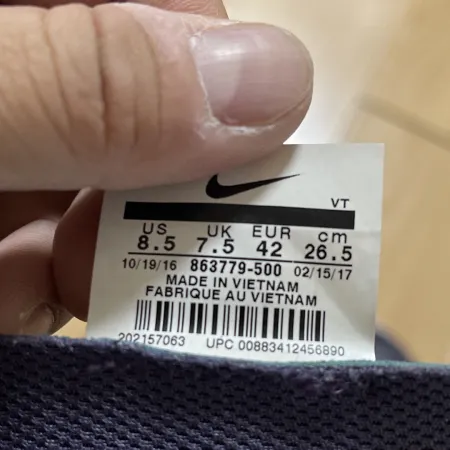 VT
US UK EUR cm
8.5 7.5 42 26.5
10/19/16 863779-500 02/15/17
MADE IN VIETNAM
FABRIQUE AU VIETNAM
202157063 UPC 00883412456890